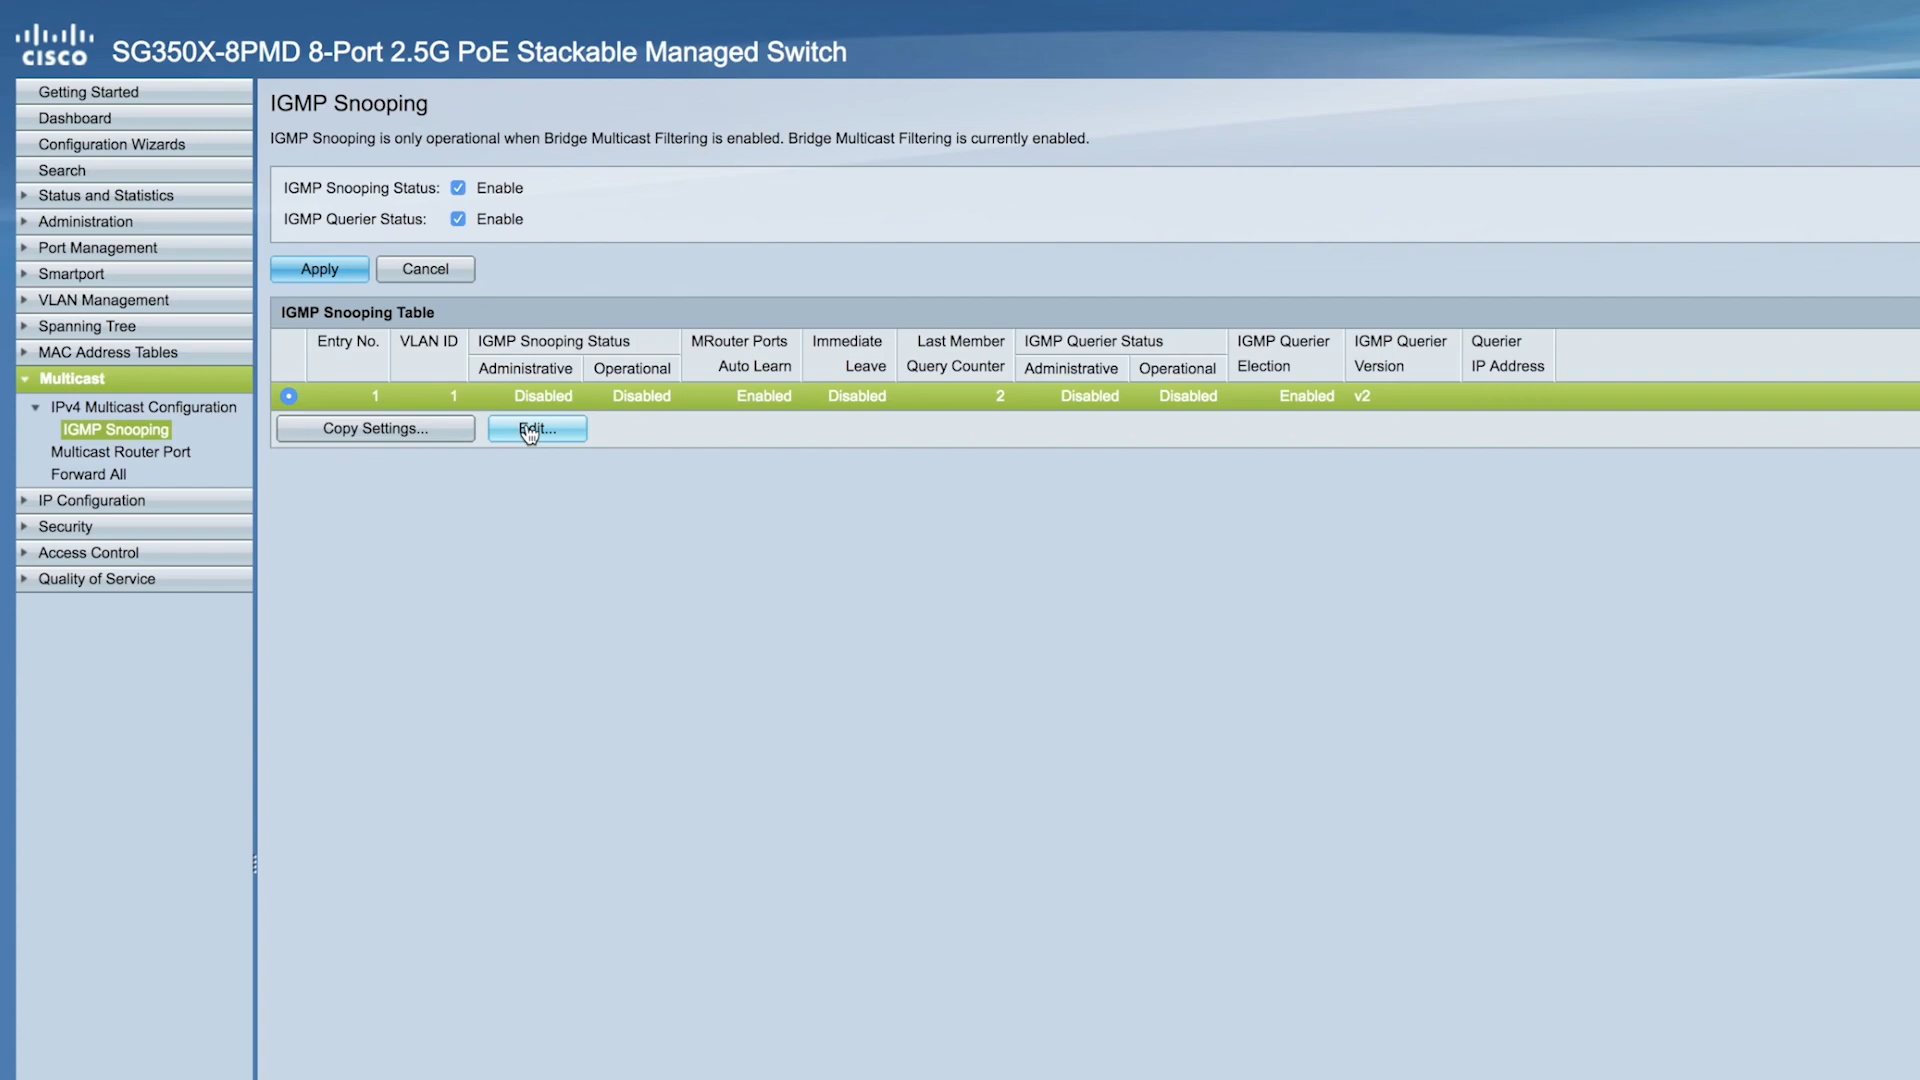 CISCO SG350X-8PMD 8-Port 2.5G PoE Stackable Managed Switch
Getting Started
Dashboard
Configuration Wizards
Search
Status and Statistics
Administration
Port Management
Smartport
VLAN Management
Spanning Tree
MAC Address Tables
Multicast
IPv4 Multicast Configuration
IGMP Snooping
Multicast Router Port
Forward All
IP Configuration
Security
Access Control
Quality of Service
IGMP Snooping
IGMP Snooping is only operational when Bridge Multicast Filtering is enabled. Bridge Multicast Filtering is currently enabled.
IGMP Snooping Status: Enable
IGMP Querier Status: Enable
Apply Cancel
IGMP Snooping Table
Entry No. VLAN ID IGMP Snooping Status MRouter Ports Immediate Last Member IGMP Querier Status IGMP Querier IGMP Querier Querier
Administrative Operational Auto Learn Leave Query Counter Administrative Operational Election Version IP Address
1 1 Disabled Disabled Enabled Disabled 2 Disabled Disabled Enabled v2
Copy Settings... Edit...